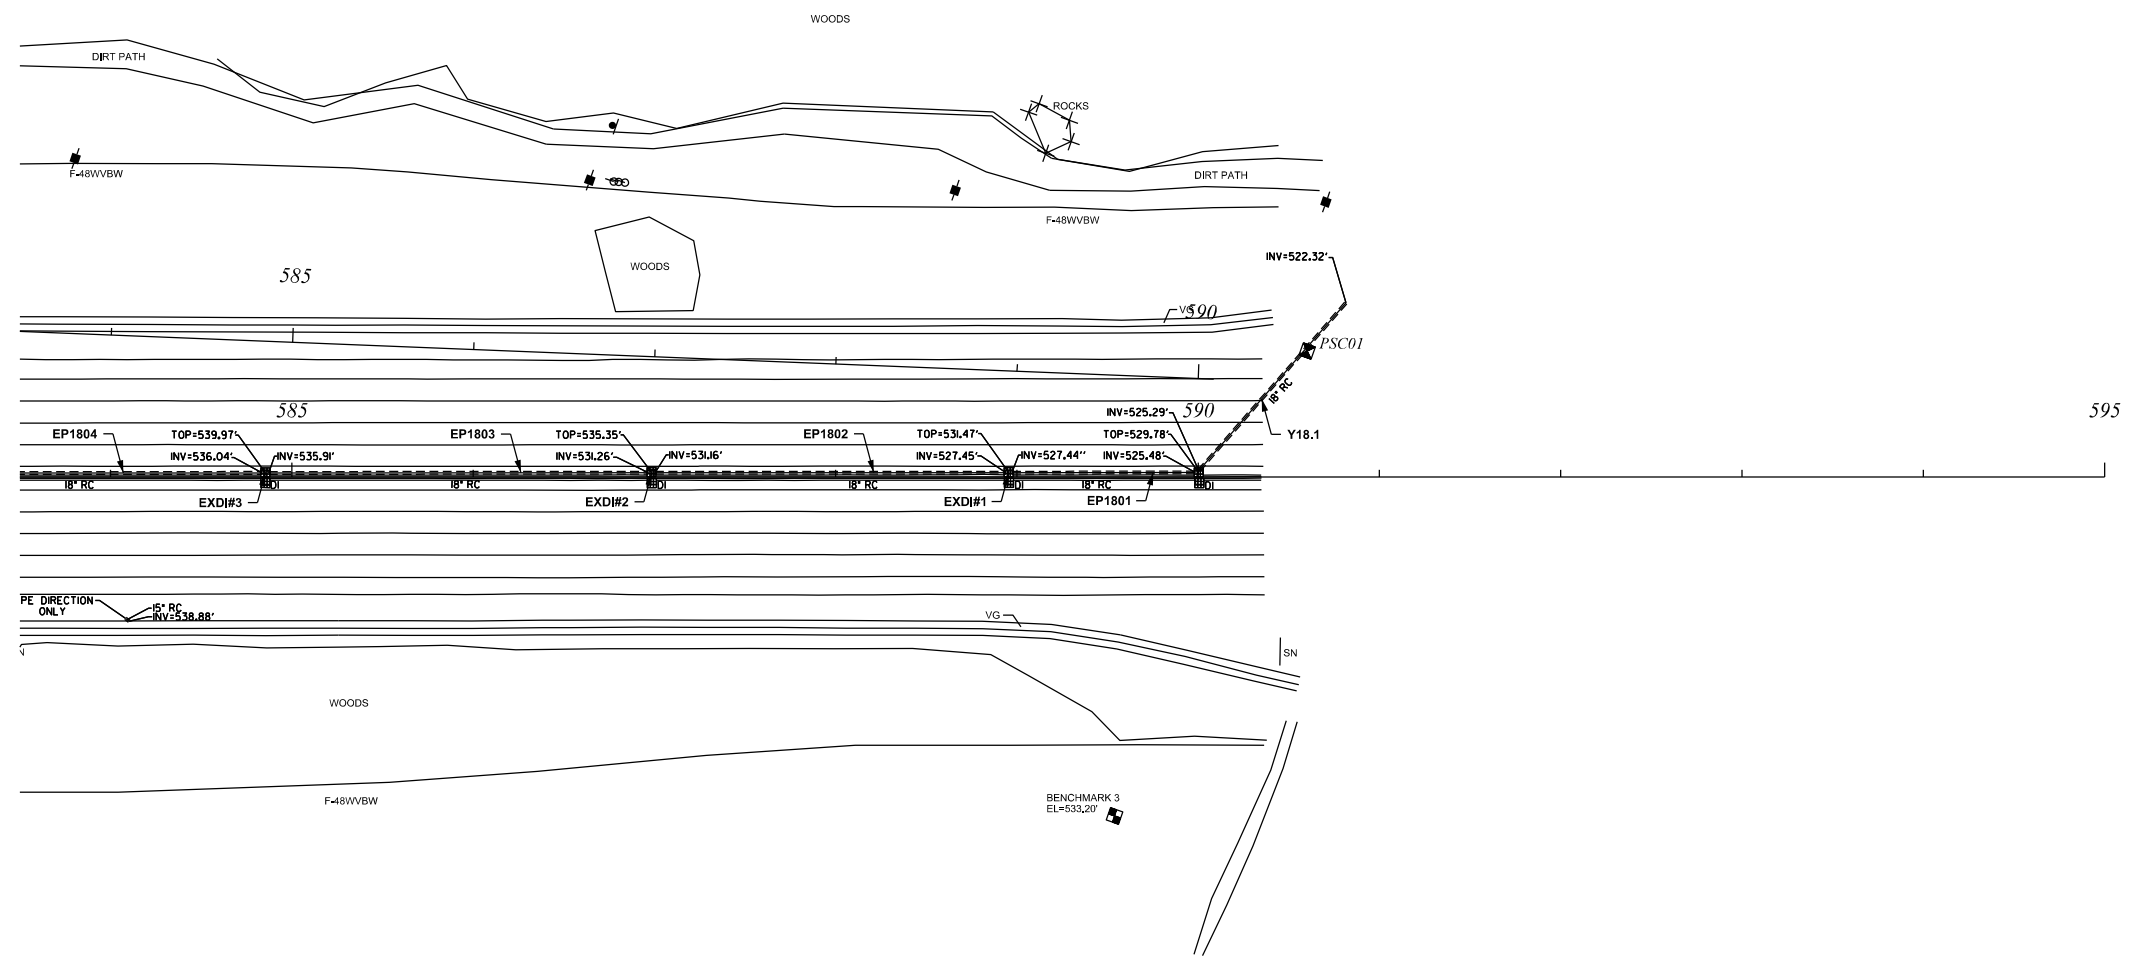 WOODS
DIRT PATH
ROCKS
F-48WVBW
DIRT PATH
F-48WVBW
WOODS
INV=522.32'
585
VG
590
PSC01
18" RC
585
INV=525.29'
590
595
EP1804
TOP=539.97'
EP1803
TOP=535.35'
EP1802
TOP=531.47'
TOP=529.78'
Y18.1
INV=536.04'
INV=535.91'
INV=531.26'
INV=531.16'
INV=527.45'
INV=527.44''
INV=525.48'
18" RC
DI
18" RC
DI
18" RC
DI
18" RC
DI
EXDI#3
EXDI#2
EXDI#1
EP1801
PE DIRECTION
ONLY
15" RC
INV=538.88'
VG
SN
WOODS
F-48WVBW
BENCHMARK 3
EL=533.20'